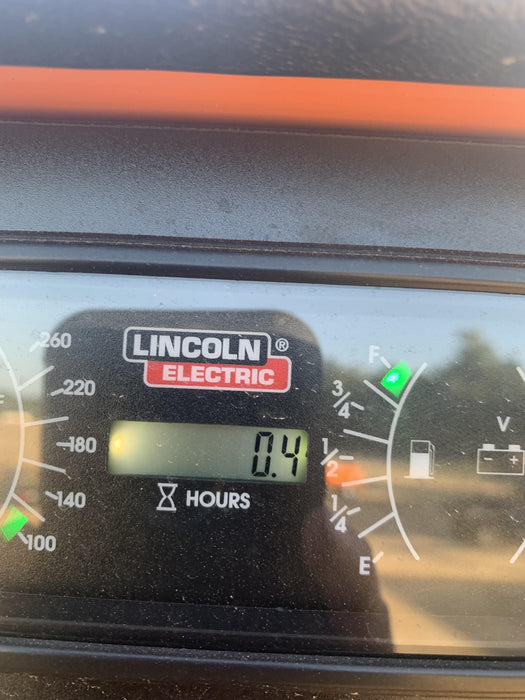 260
220
F
180
140
100
LINCOLN®
ELECTRIC
0.4
HOURS
F
3/4
1/2
1/4
E
V
- +